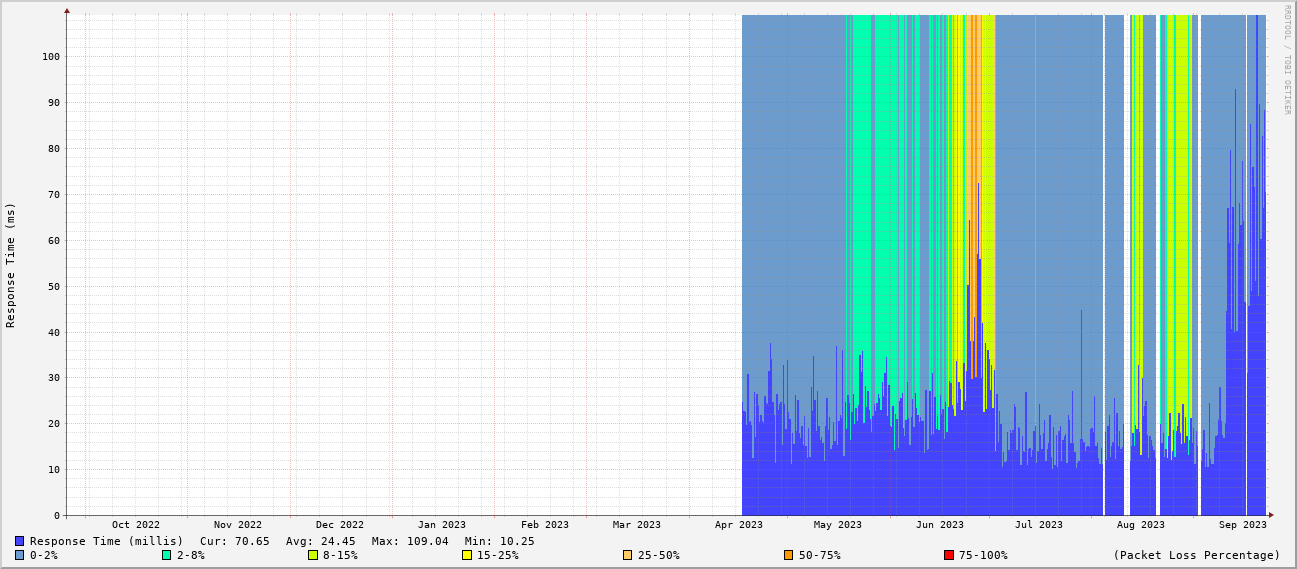 RRDTOOL / TOBI OETIKER
Response Time (ms)
100
90
80
70
60
50
40
30
20
10
0
Oct 2022 Nov 2022 Dec 2022 Jan 2023 Feb 2023 Mar 2023 Apr 2023 May 2023 Jun 2023 Jul 2023 Aug 2023 Sep 2023
Response Time (millis) Cur: 70.65 Avg: 24.45 Max: 109.04 Min: 10.25
0-2% 2-8% 8-15% 15-25% 25-50% 50-75% 75-100% (Packet Loss Percentage)